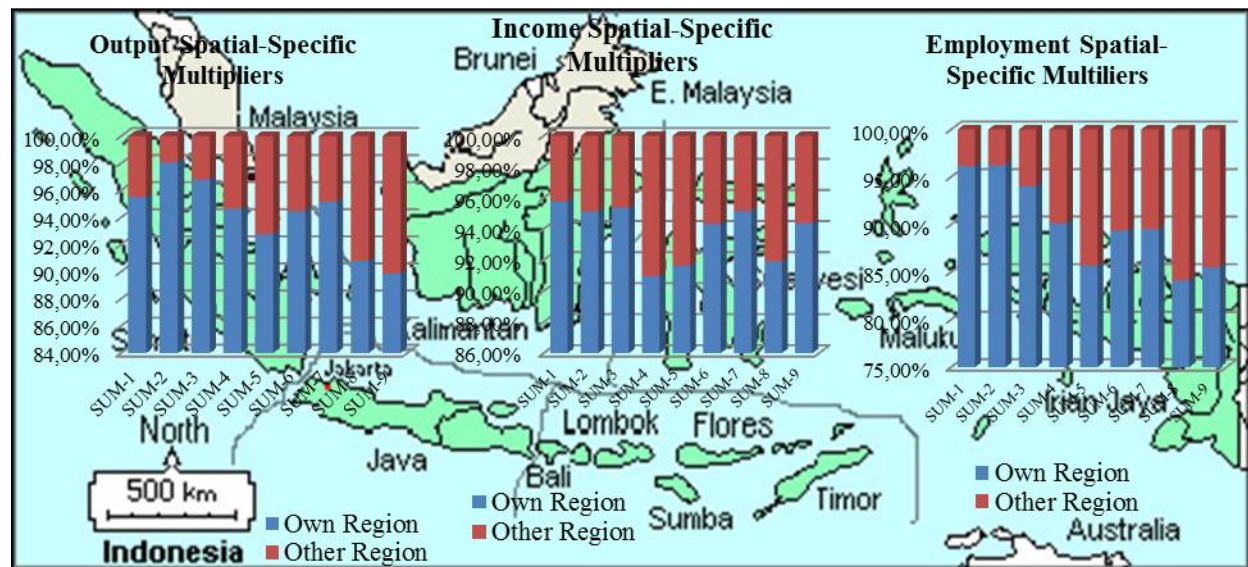 Output Spatial-Specific
Multipliers
Income Spatial-Specific
Multipliers
Employment Spatial-
Specific Multiliers
Brunei
Malaysia
E. Malaysia
100,00%
98,00%
96,00%
94,00%
92,00%
90,00%
88,00%
86,00%
84,00%
SUM-1
SUM-2
SUM-3
SUM-4
SUM-5
SUM-6
SUM-7
SUM-8
SUM-9
100,00%
98,00%
96,00%
94,00%
92,00%
90,00%
88,00%
86,00%
SUM-1
SUM-2
SUM-3
SUM-4
SUM-5
SUM-6
SUM-7
SUM-8
SUM-9
100,00%
95,00%
90,00%
85,00%
80,00%
75,00%
SUM-1
SUM-2
SUM-3
SUM-4
SUM-5
SUM-6
SUM-7
SUM-8
SUM-9
Kalimantan
Jakarta
Irian Jaya
North
Java
Bali
Lombok
Flores
Sumba
Timor
Australia
500 km
Indonesia
Own Region
Other Region
Own Region
Other Region
Own Region
Other Region